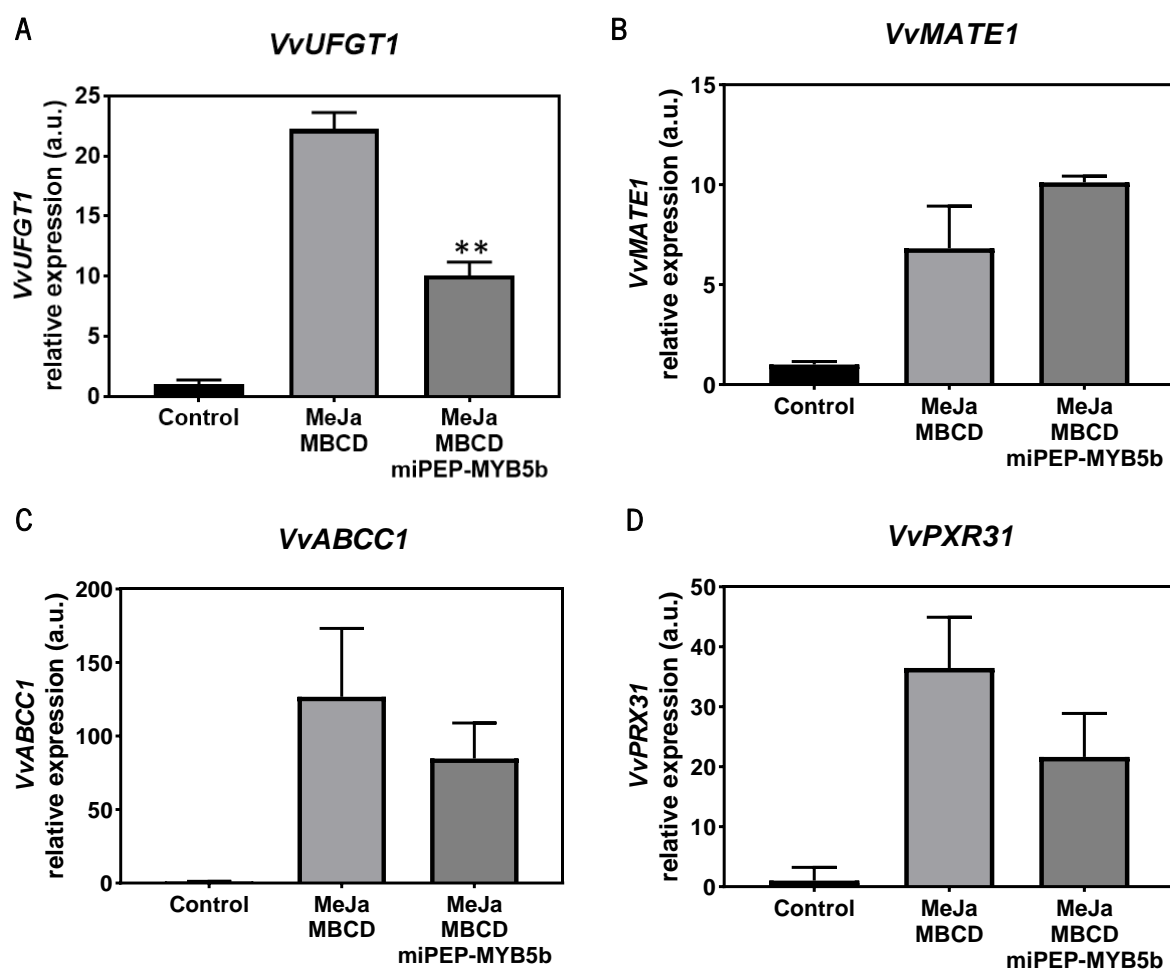 A
VvUFGT1
VvUFGT1
relative expression (a.u.)
25
20
15
10
5
0
**
Control
MeJa
MBCD
MeJa
MBCD
miPEP-MYB5b
B
VvMATE1
VvMATE1
relative expression (a.u.)
15
10
5
0
Control
MeJa
MBCD
MeJa
MBCD
miPEP-MYB5b
C
VvABCC1
VvABCC1
relative expression (a.u.)
200
150
100
50
0
Control
MeJa
MBCD
MeJa
MBCD
miPEP-MYB5b
D
VvPXR31
VvPRX31
relative expression (a.u.)
50
40
30
20
10
0
Control
MeJa
MBCD
MeJa
MBCD
miPEP-MYB5b